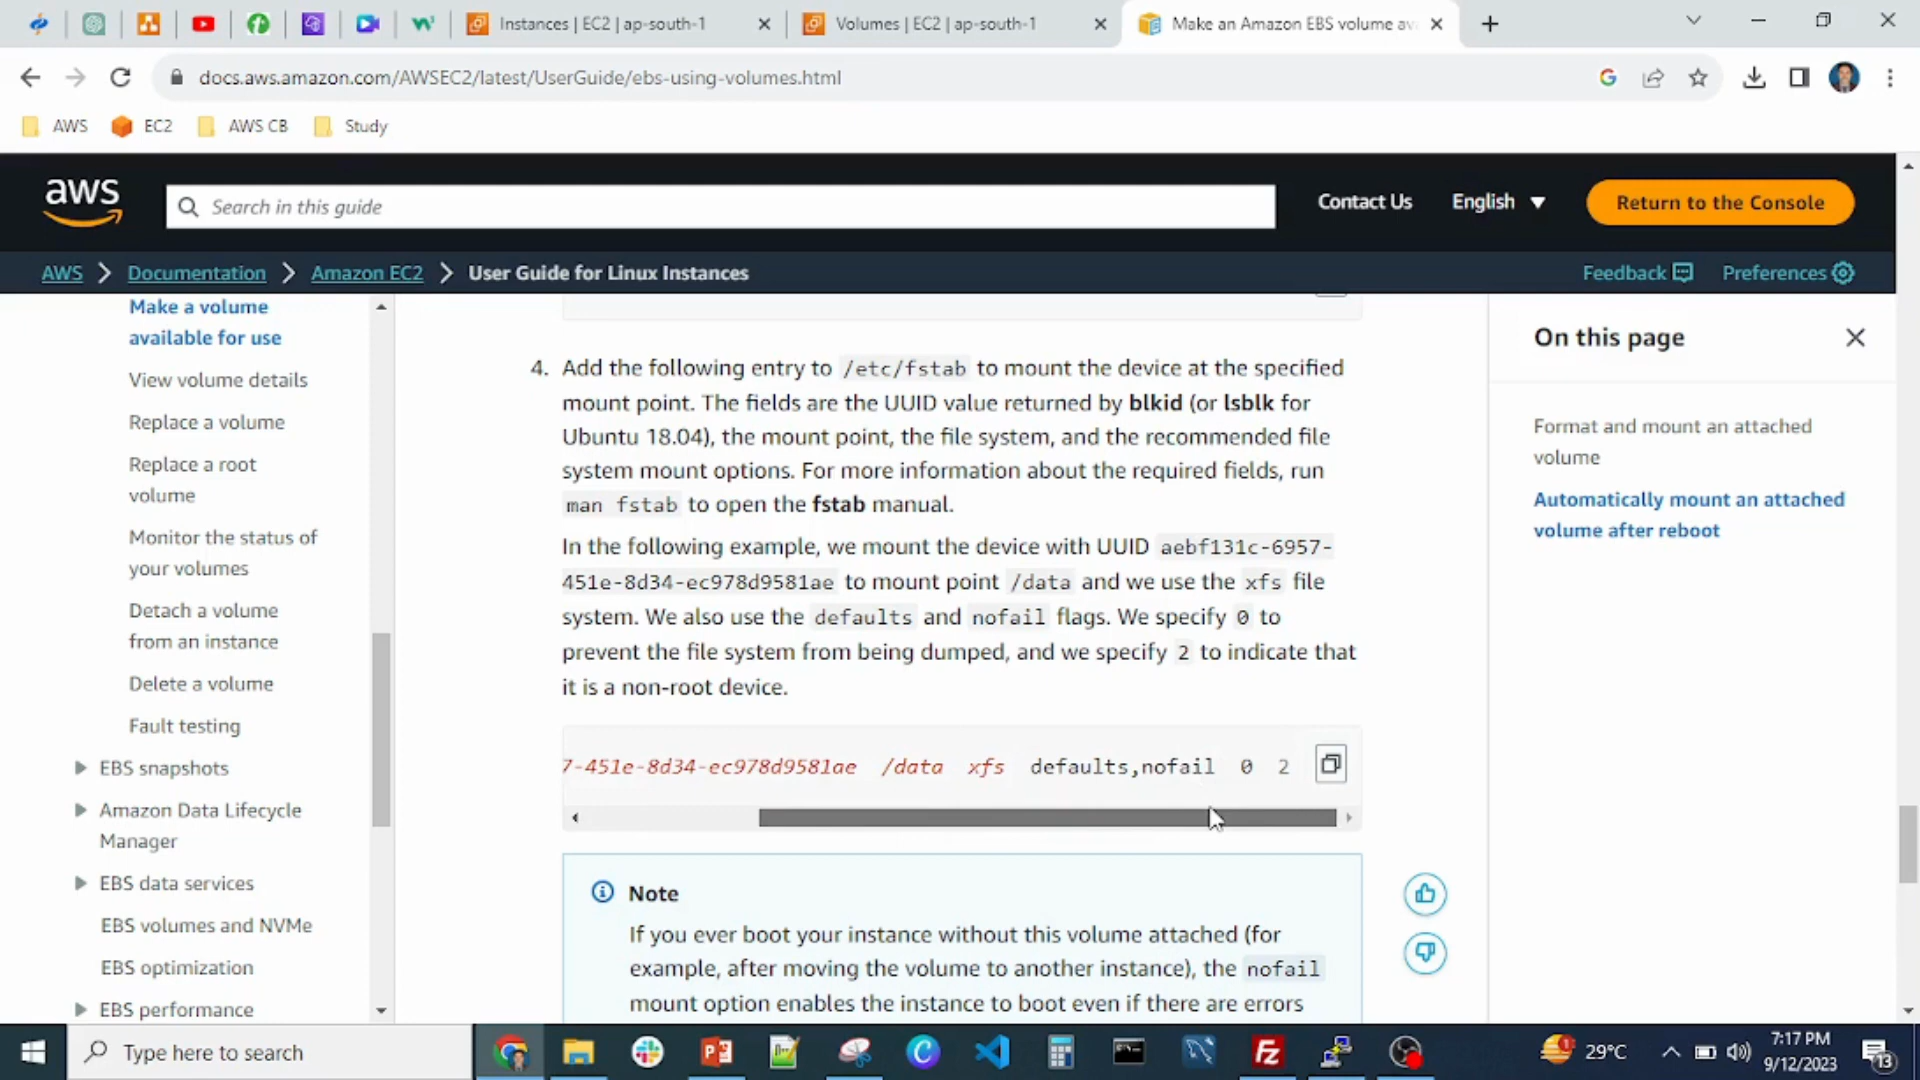 Instances | EC2 | ap-south-1
Volumes | EC2 | ap-south-1
Make an Amazon EBS volume av
docs.aws.amazon.com/AWSEC2/latest/UserGuide/ebs-using-volumes.html
AWS
EC2
AWS CB
Study
aws
Search in this guide
Contact Us
English
Return to the Console
AWS
Documentation
Amazon EC2
User Guide for Linux Instances
Feedback
Preferences
Make a volume
available for use
View volume details
Replace a volume
Replace a root
volume
Monitor the status of
your volumes
Detach a volume
from an instance
Delete a volume
Fault testing
EBS snapshots
Amazon Data Lifecycle
Manager
EBS data services
EBS volumes and NVMe
EBS optimization
EBS performance
4. Add the following entry to /etc/fstab to mount the device at the specified
mount point. The fields are the UUID value returned by blkid (or lsblk for
Ubuntu 18.04), the mount point, the file system, and the recommended file
system mount options. For more information about the required fields, run
man fstab to open the fstab manual.
In the following example, we mount the device with UUID aebf131c-6957-
451e-8d34-ec978d9581ae to mount point /data and we use the xfs file
system. We also use the defaults and nofail flags. We specify 0 to
prevent the file system from being dumped, and we specify 2 to indicate that
it is a non-root device.
7-451e-8d34-ec978d9581ae /data xfs defaults,nofail 0 2
Note
If you ever boot your instance without this volume attached (for
example, after moving the volume to another instance), the nofail
mount option enables the instance to boot even if there are errors
On this page
Format and mount an attached
volume
Automatically mount an attached
volume after reboot
Type here to search
29°C
7:17 PM
9/12/2023
13